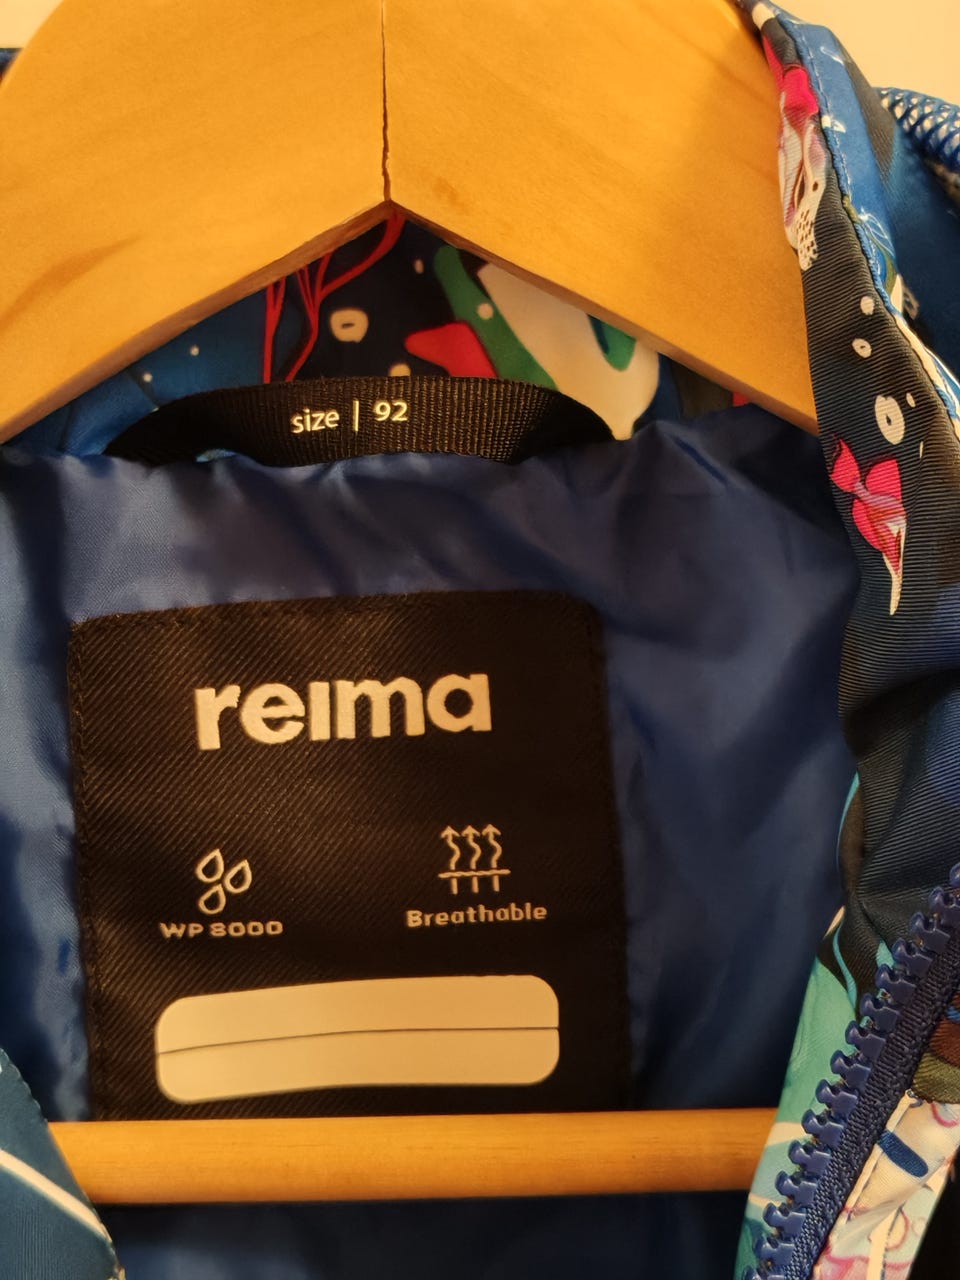 size | 92
reima
WP 8000
Breathable